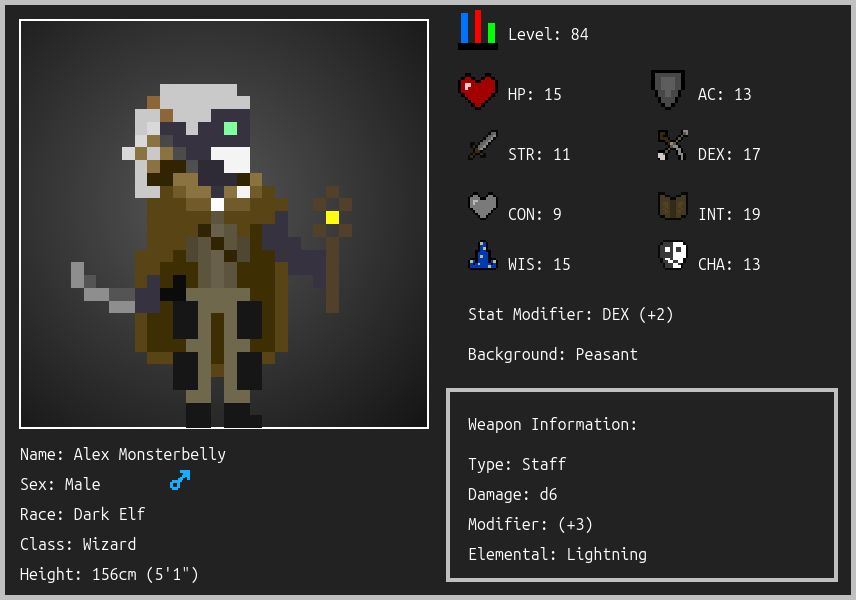 Level: 84
HP: 15
AC: 13
STR: 11
DEX: 17
CON: 9
INT: 19
WIS: 15
CHA: 13
Stat Modifier: DEX (+2)
Background: Peasant
Weapon Information:
Type: Staff
Damage: d6
Modifier: (+3)
Elemental: Lightning
Name: Alex Monsterbelly
Sex: Male
Race: Dark Elf
Class: Wizard
Height: 156cm (5'1")